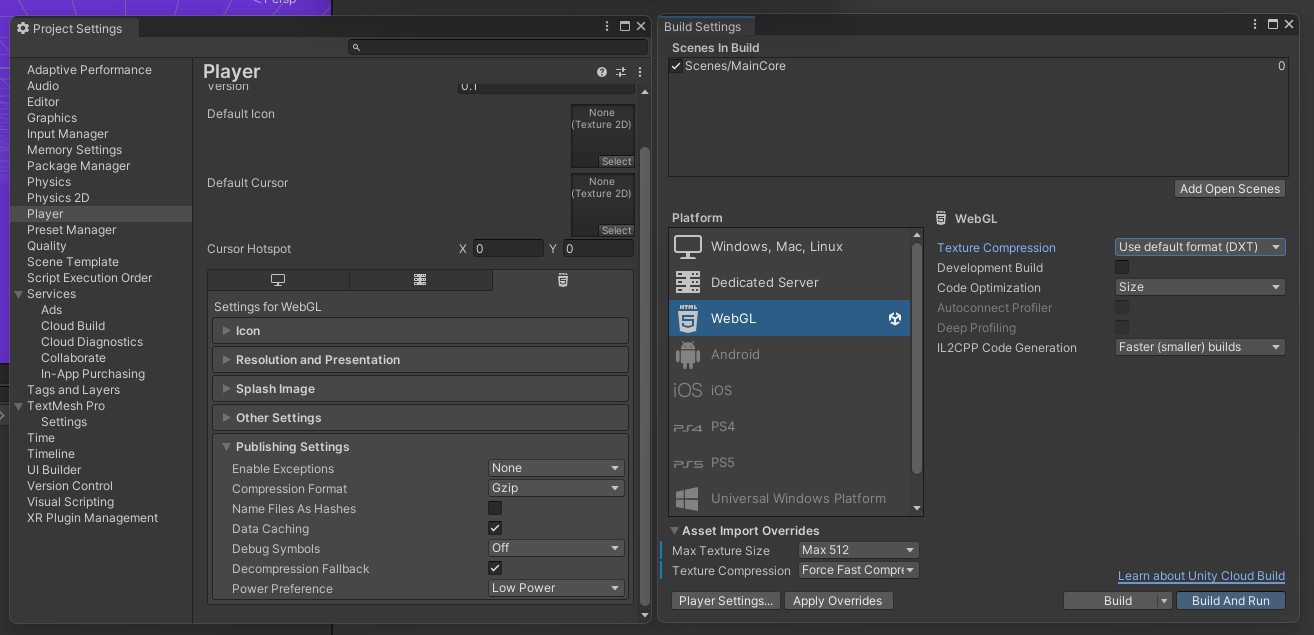 < Persp
Project Settings
Adaptive Performance
Audio
Editor
Graphics
Input Manager
Memory Settings
Package Manager
Physics
Physics 2D
Player
Preset Manager
Quality
Scene Template
Script Execution Order
Services
Ads
Cloud Build
Cloud Diagnostics
Collaborate
In-App Purchasing
Tags and Layers
TextMesh Pro
Settings
Time
Timeline
UI Builder
Version Control
Visual Scripting
XR Plugin Management
Player
Version 0.1
Default Icon
None
(Texture 2D)
Select
Default Cursor
None
(Texture 2D)
Select
Cursor Hotspot X 0 Y 0
Settings for WebGL
Icon
Resolution and Presentation
Splash Image
Other Settings
Publishing Settings
Enable Exceptions None
Compression Format Gzip
Name Files As Hashes
Data Caching
Debug Symbols Off
Decompression Fallback
Power Preference Low Power
Build Settings
Scenes In Build
Scenes/MainCore 0
Add Open Scenes
Platform
Windows, Mac, Linux
Dedicated Server
HTML
5
WebGL
Android
iOS iOS
PS4 PS4
PS5 PS5
Universal Windows Platform
WebGL
Texture Compression Use default format (DXT)
Development Build
Code Optimization Size
Autoconnect Profiler
Deep Profiling
IL2CPP Code Generation Faster (smaller) builds
Asset Import Overrides
Max Texture Size Max 512
Texture Compression Force Fast Compre
Learn about Unity Cloud Build
Player Settings... Apply Overrides Build Build And Run